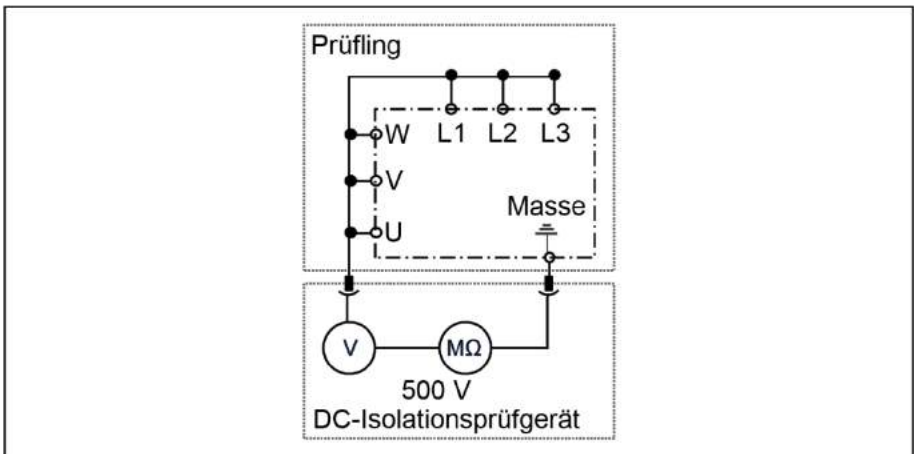 Prüfling
W L1 L2 L3
V
Masse
U
V MΩ
500 V
DC-Isolationsprüfgerät